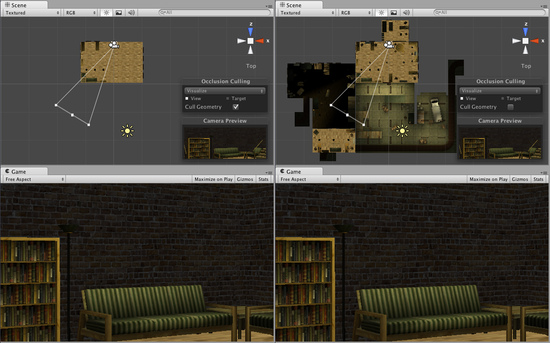 Scene
Textured
RGB
z
x
Top
Occlusion Culling
Visualize
View
Target
Cull Geometry
Camera Preview
Game
Free Aspect
Maximize on Play
Gizmos
Stats
Scene
Textured
RGB
z
x
Top
Occlusion Culling
Visualize
View
Target
Cull Geometry
Camera Preview
Game
Free Aspect
Maximize on Play
Gizmos
Stats